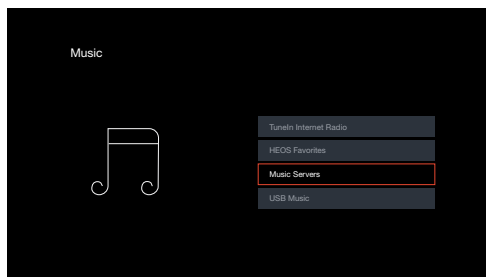 Music
TuneIn Internet Radio
HEOS Favorites
Music Servers
USB Music